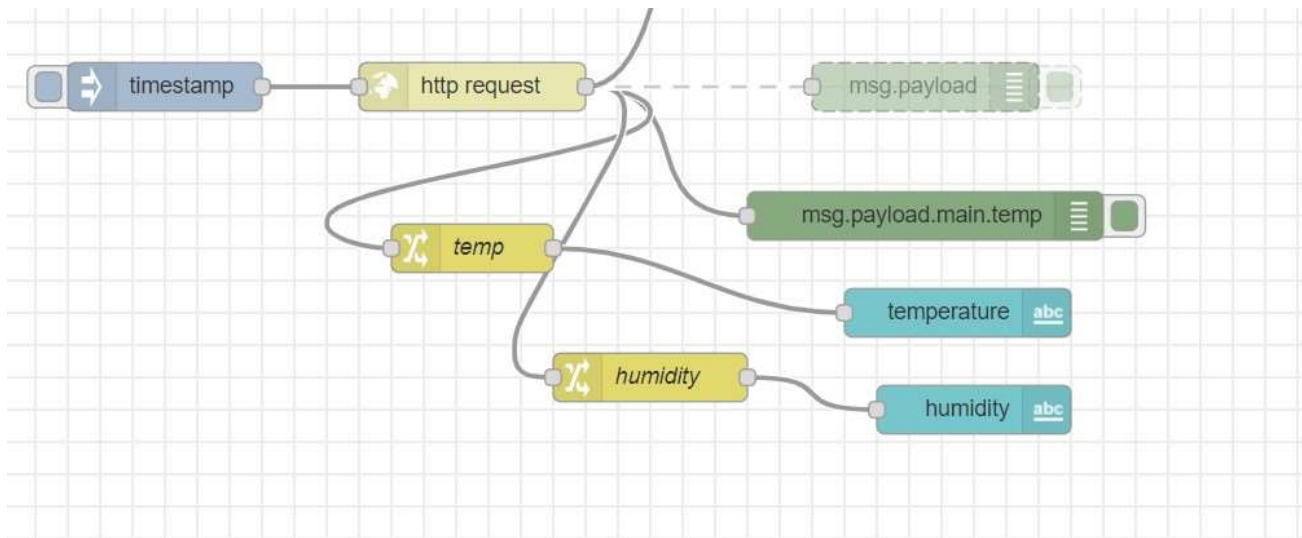 timestamp
http request
msg.payload
msg.payload.main.temp
temp
temperature
abc
humidity
humidity
abc